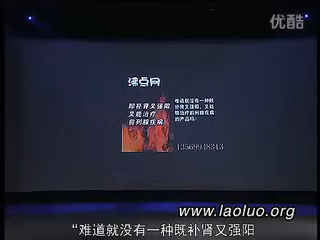 优酷
沸点网
即补肾又强阳
又能治疗
前列腺疾病
难道就没有一种既
补肾又强阳，又能
够治疗前列腺疾病
的产品吗？
13569948343
www.laoluo.org
“难道就没有一种既补肾又强阳